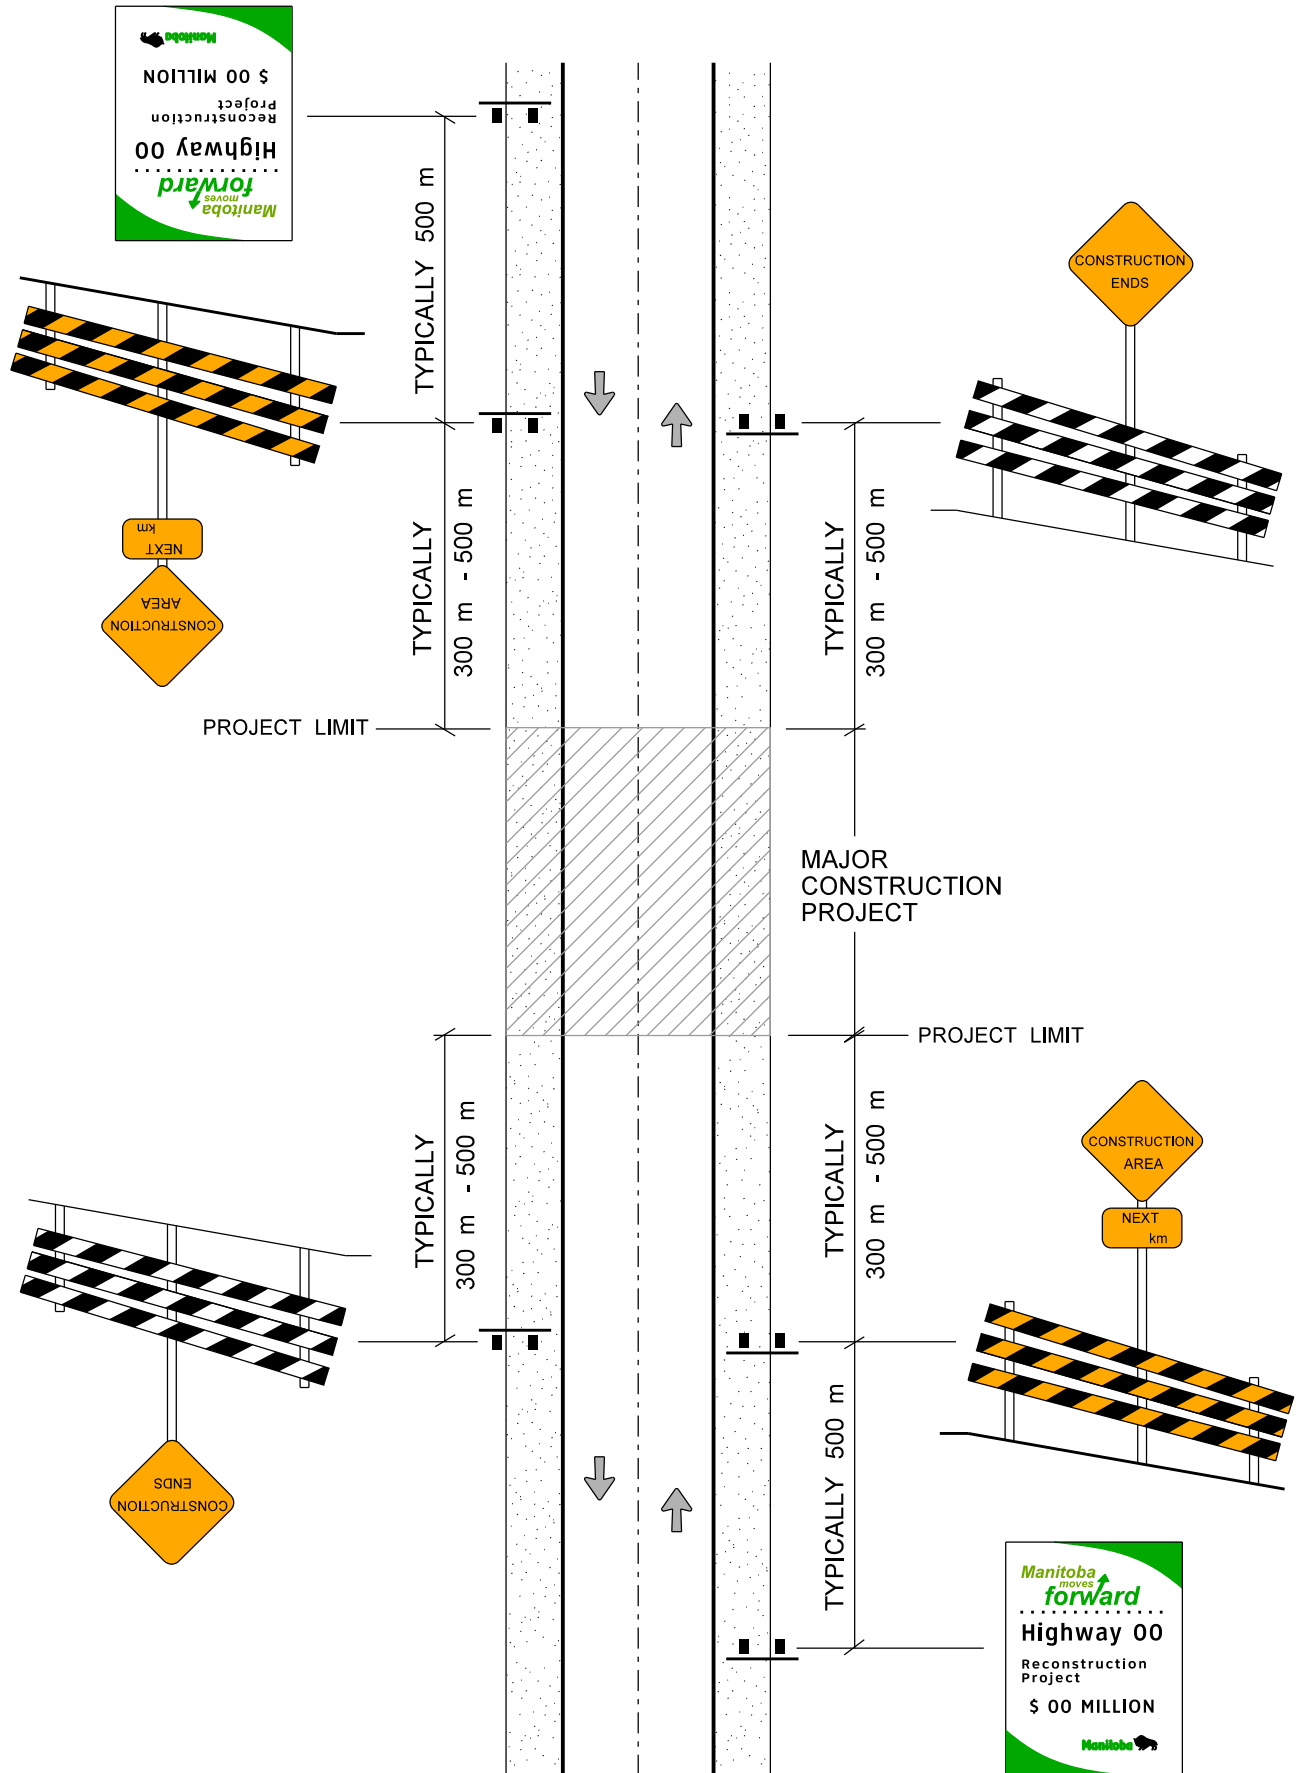 Manitoba
moves
forward
Highway 00
Reconstruction
Project
$ 00 MILLION
Manitoba
TYPICALLY 500 m
CONSTRUCTION
ENDS
TYPICALLY
300 m - 500 m
NEXT
km
CONSTRUCTION
AREA
TYPICALLY
300 m - 500 m
PROJECT LIMIT
MAJOR
CONSTRUCTION
PROJECT
PROJECT LIMIT
TYPICALLY
300 m - 500 m
TYPICALLY
300 m - 500 m
CONSTRUCTION
AREA
NEXT
km
CONSTRUCTION
ENDS
TYPICALLY 500 m
Manitoba
moves
forward
Highway 00
Reconstruction
Project
$ 00 MILLION
Manitoba